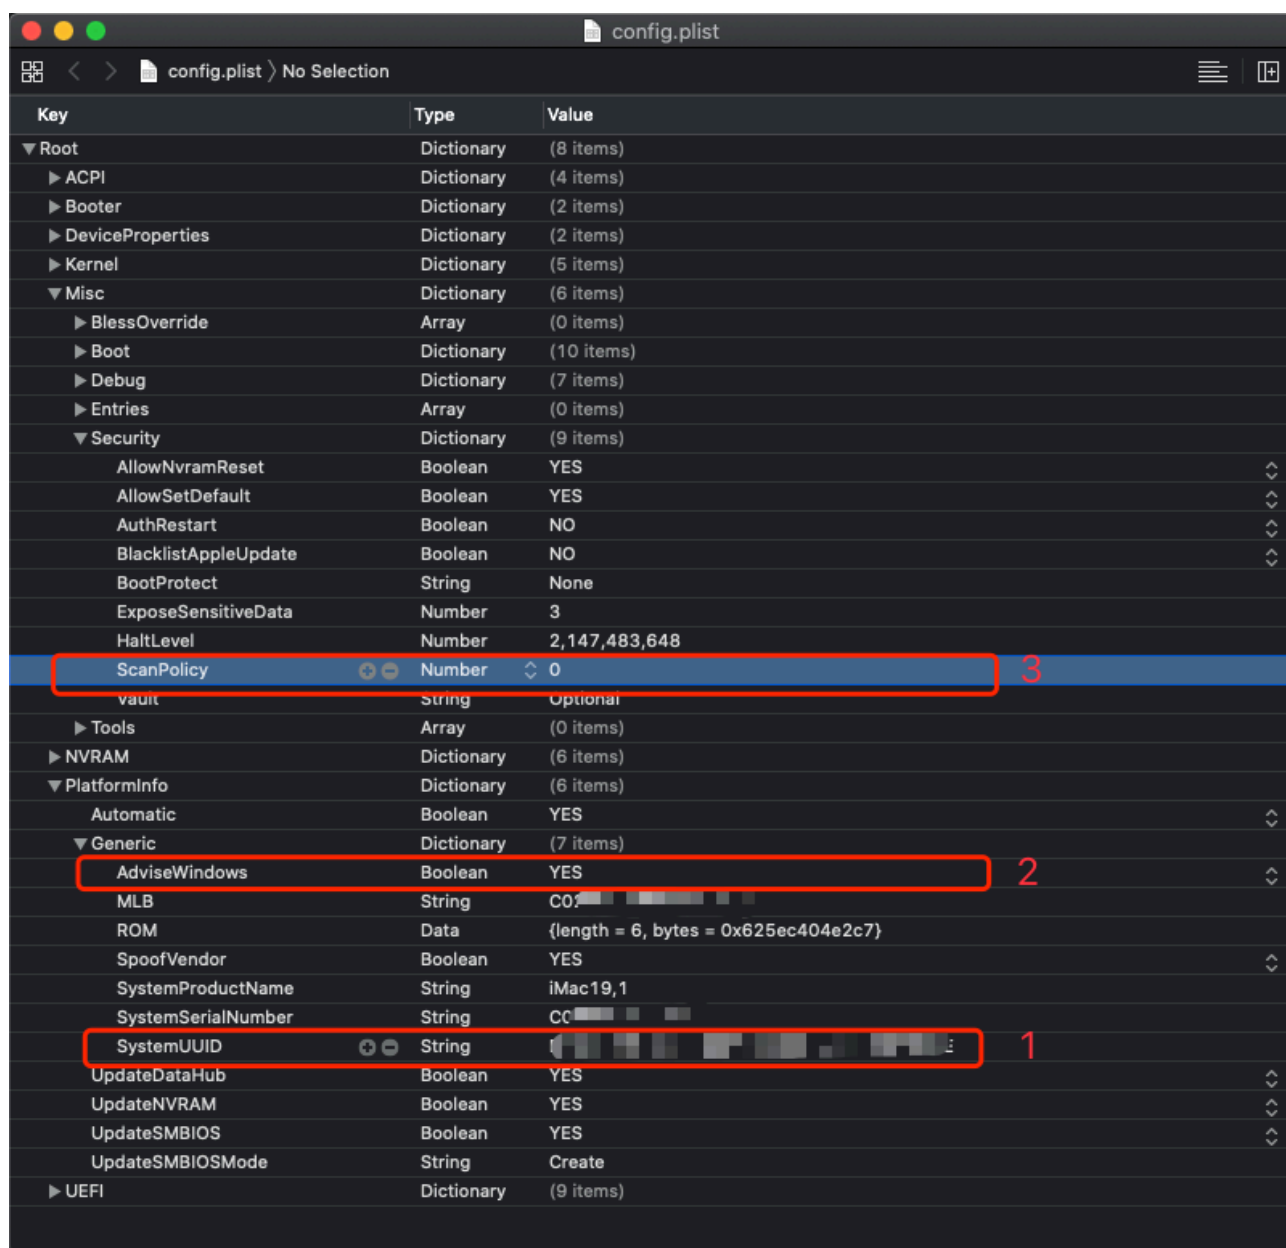 config.plist
config.plist 〉 No Selection
Key Type Value
Root Dictionary (8 items)
ACPI Dictionary (4 items)
Booter Dictionary (2 items)
DeviceProperties Dictionary (2 items)
Kernel Dictionary (5 items)
Misc Dictionary (6 items)
BlessOverride Array (0 items)
Boot Dictionary (10 items)
Debug Dictionary (7 items)
Entries Array (0 items)
Security Dictionary (9 items)
AllowNvramReset Boolean YES
AllowSetDefault Boolean YES
AuthRestart Boolean NO
BlacklistAppleUpdate Boolean NO
BootProtect String None
ExposeSensitiveData Number 3
HaltLevel Number 2,147,483,648
ScanPolicy Number 0 3
Vault String Optional
Tools Array (0 items)
NVRAM Dictionary (6 items)
PlatformInfo Dictionary (6 items)
Automatic Boolean YES
Generic Dictionary (7 items)
AdviseWindows Boolean YES 2
MLB String
ROM Data {length = 6, bytes = 0x625ec404e2c7}
SpoofVendor Boolean YES
SystemProductName String iMac19,1
SystemSerialNumber String
SystemUUID String 1
UpdateDataHub Boolean YES
UpdateNVRAM Boolean YES
UpdateSMBIOS Boolean YES
UpdateSMBIOSMode String Create
UEFI Dictionary (9 items)